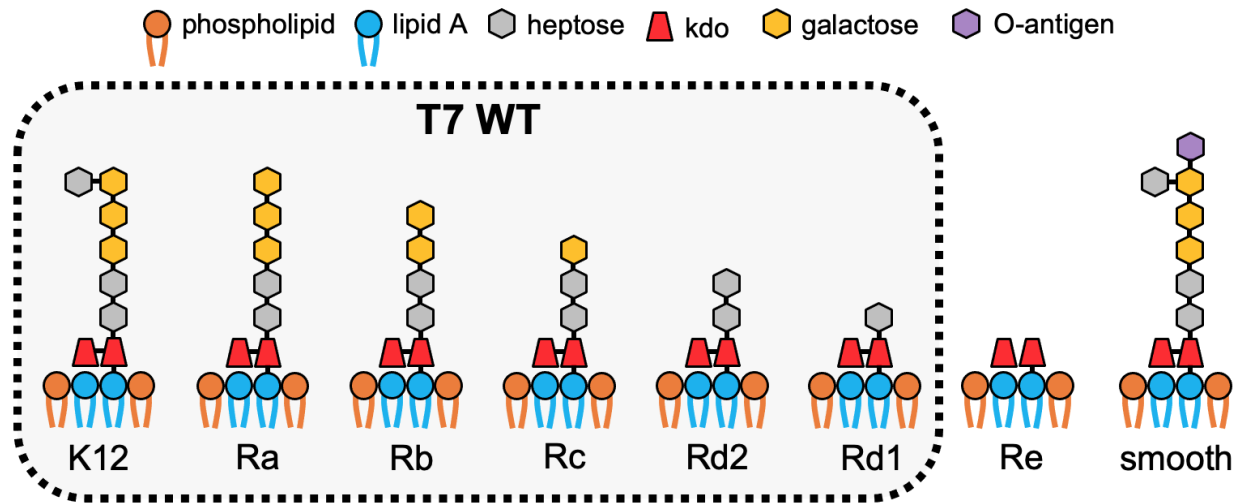 phospholipid lipid A heptose kdo galactose O-antigen
T7 WT
K12 Ra Rb Rc Rd2 Rd1 Re smooth